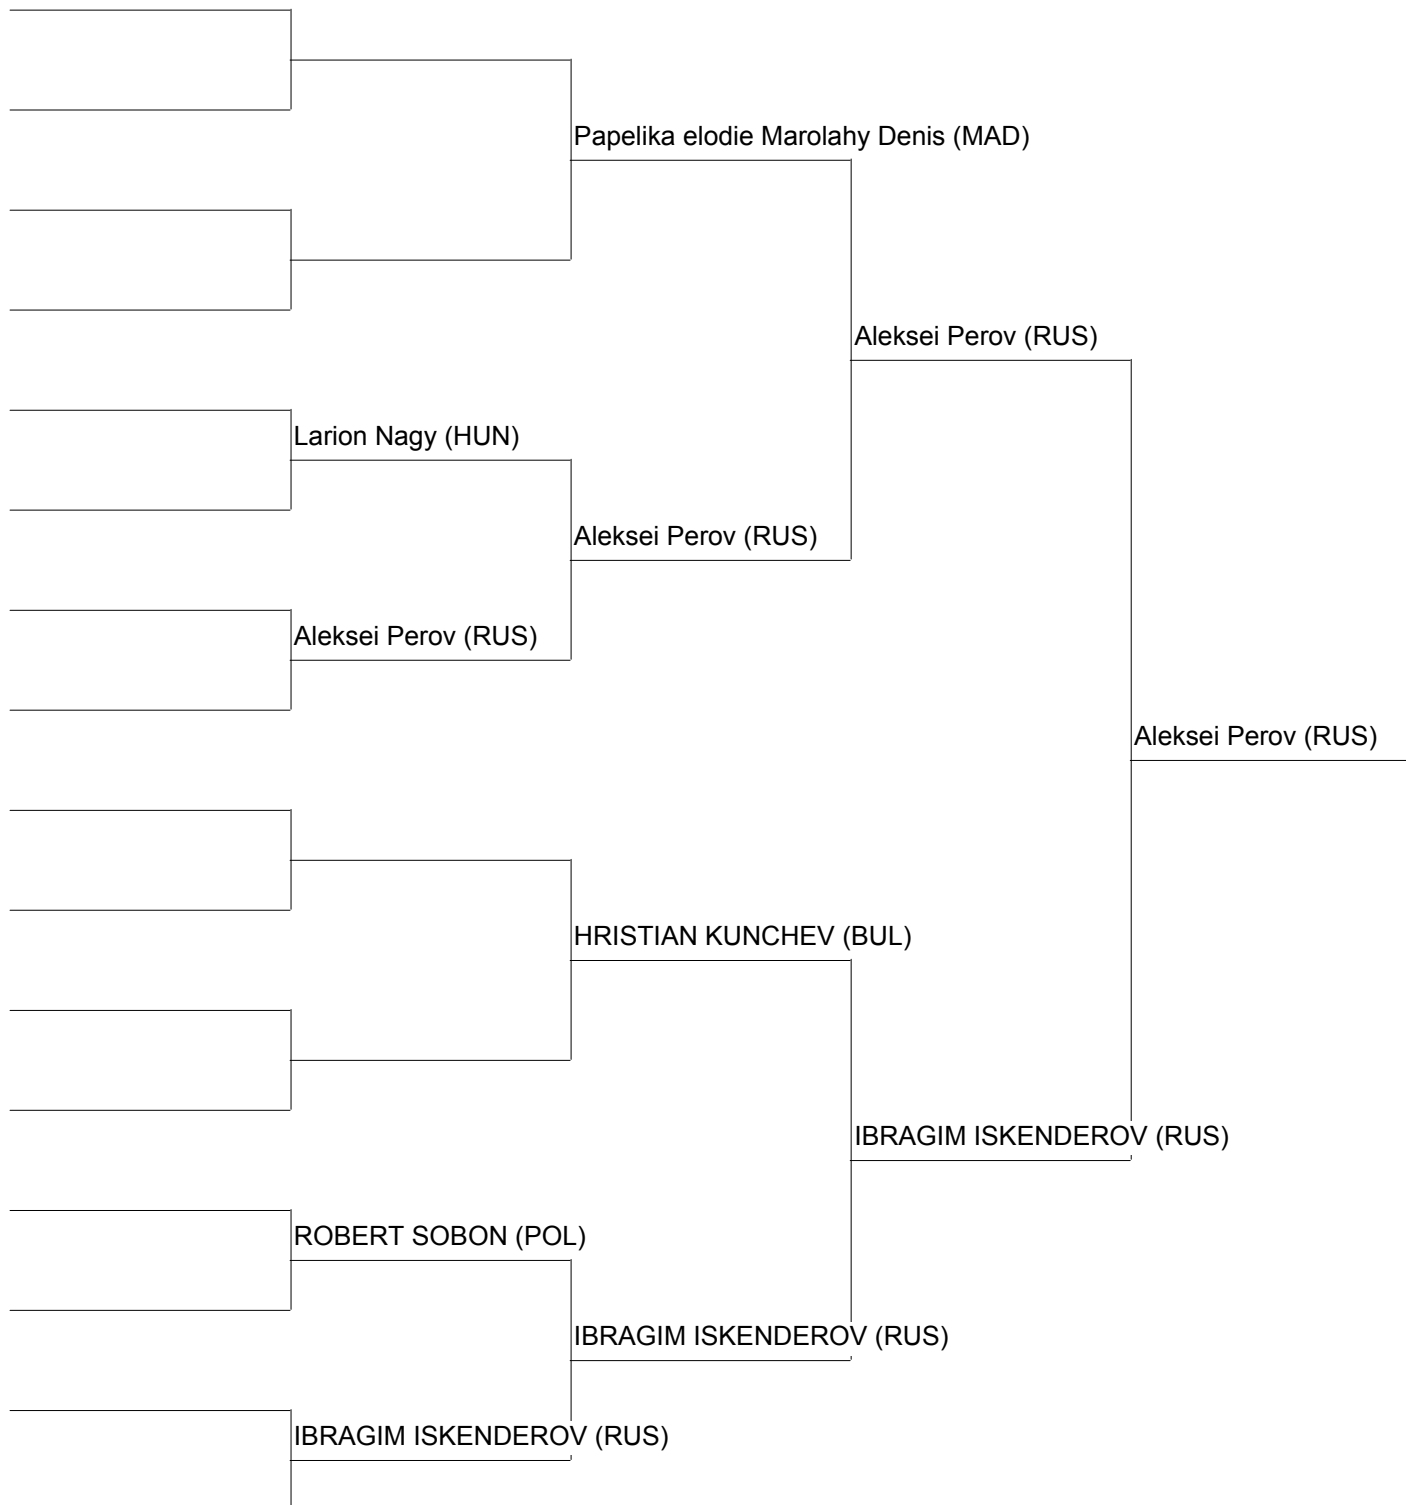 Papelika elodie Marolahy Denis (MAD)
Aleksei Perov (RUS)
Larion Nagy (HUN)
Aleksei Perov (RUS)
Aleksei Perov (RUS)
Aleksei Perov (RUS)
HRISTIAN KUNCHEV (BUL)
IBRAGIM ISKENDEROV (RUS)
ROBERT SOBON (POL)
IBRAGIM ISKENDEROV (RUS)
IBRAGIM ISKENDEROV (RUS)